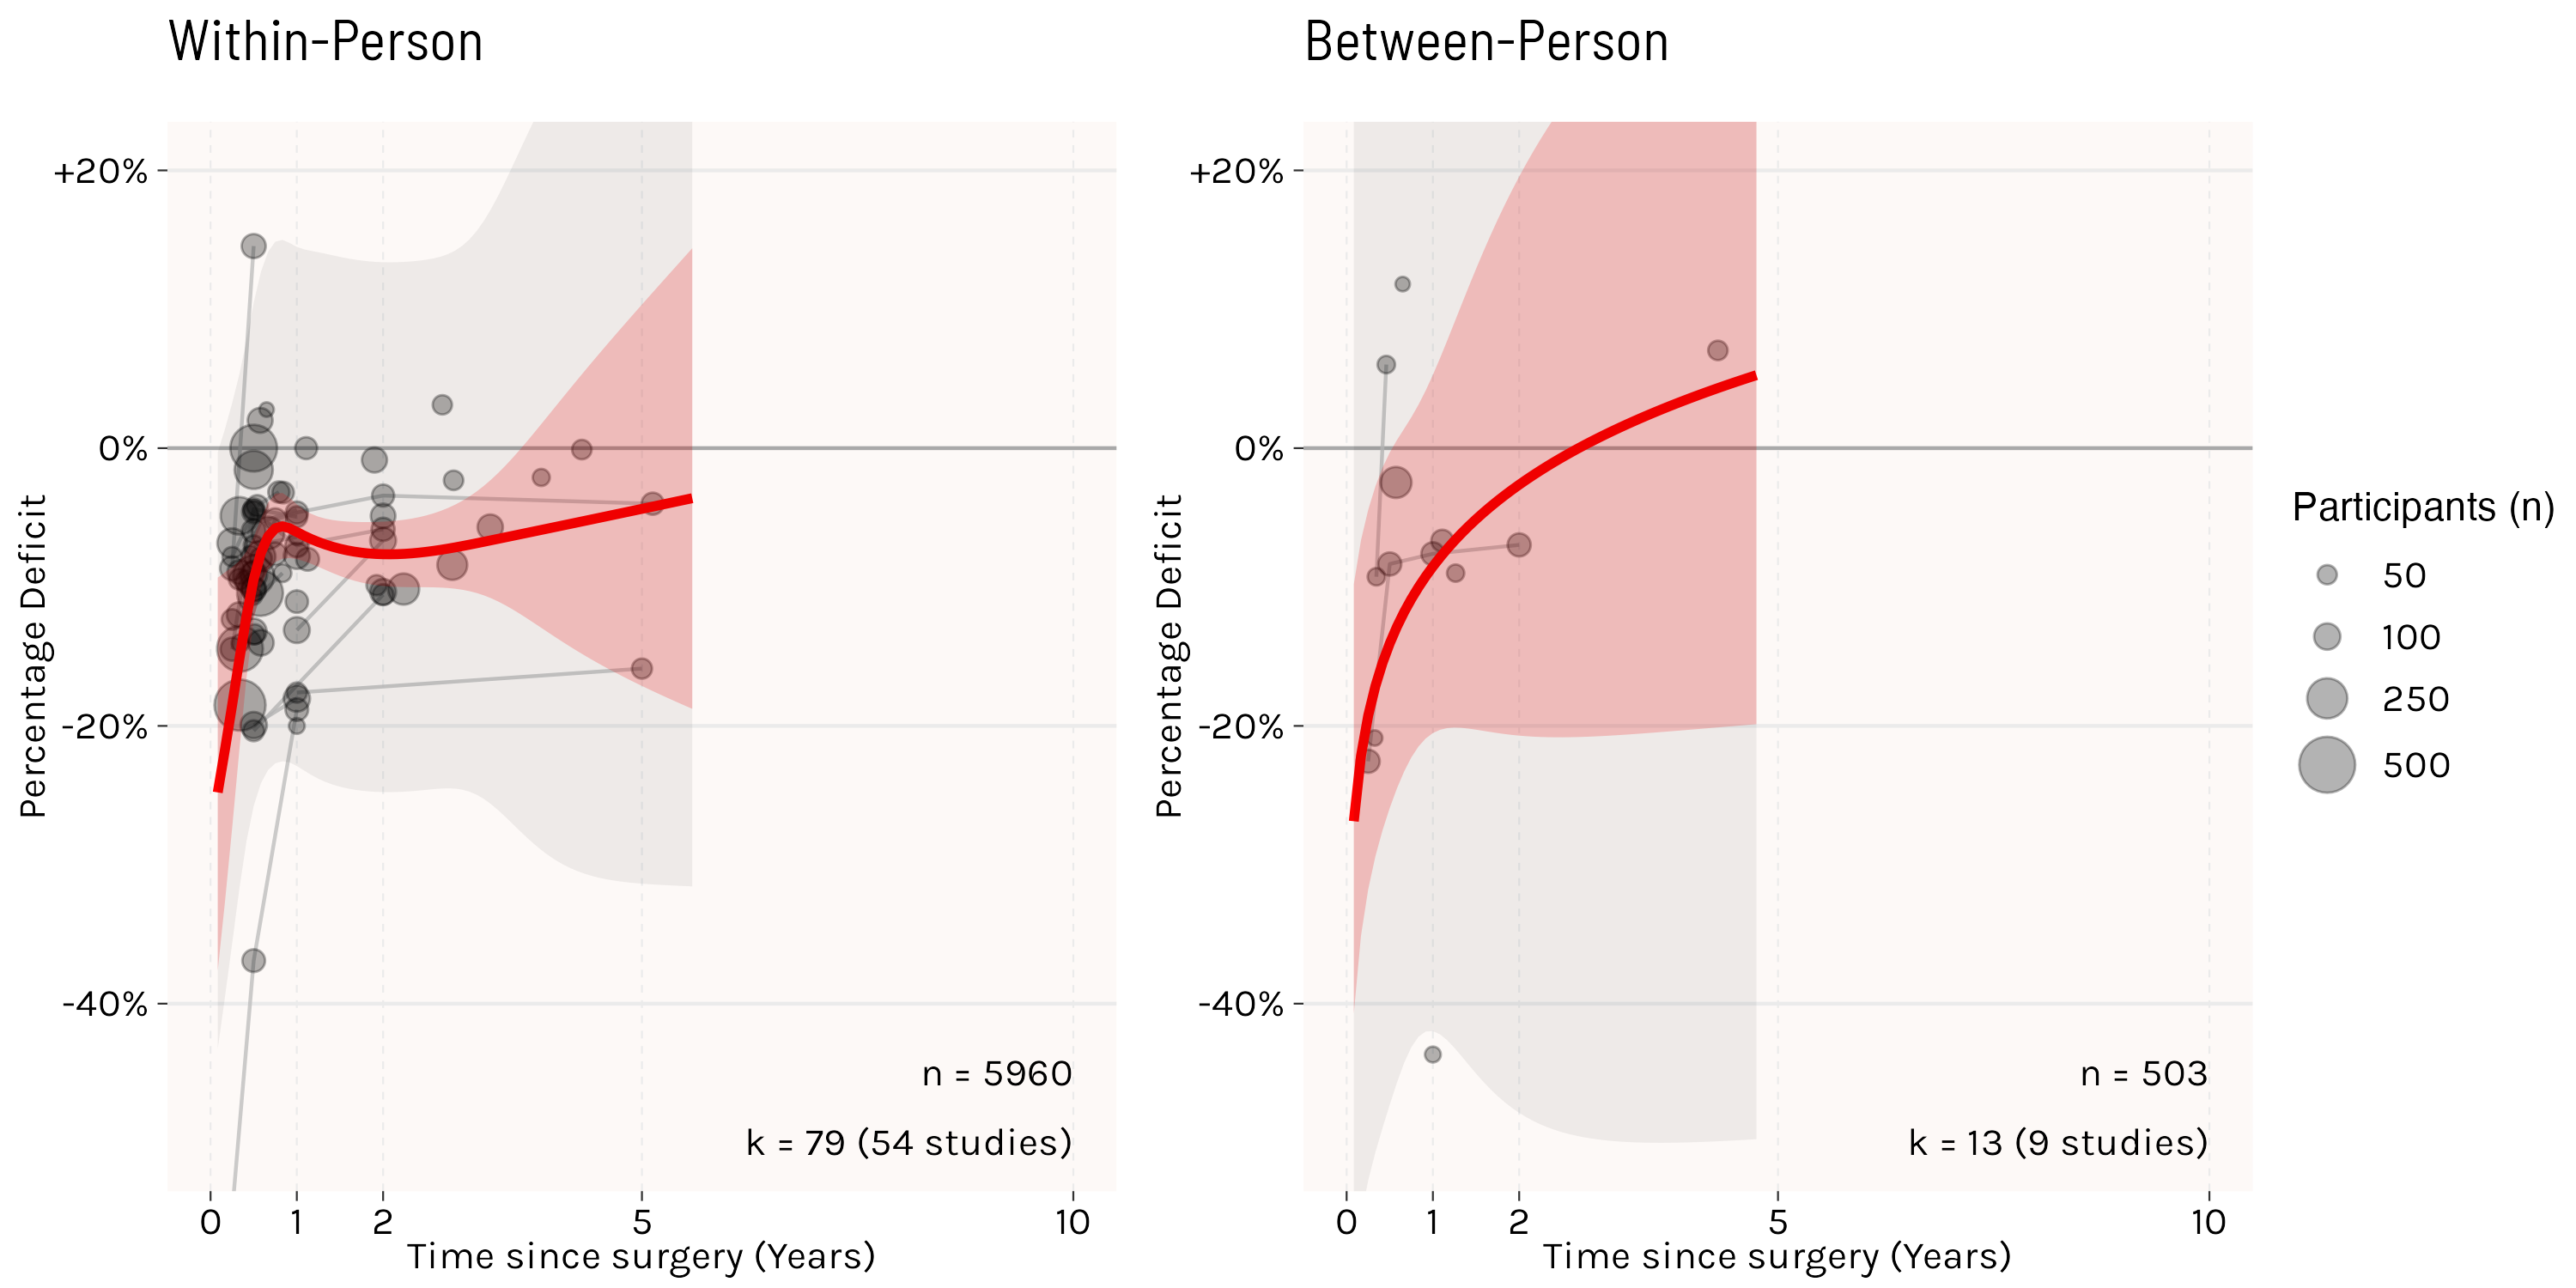 Within-Person
Percentage Deficit
+20%
0%
-20%
-40%
n = 5960
k = 79 (54 studies)
0 1 2 5 10
Time since surgery (Years)
Between-Person
Percentage Deficit
+20%
0%
-20%
-40%
n = 503
k = 13 (9 studies)
0 1 2 5 10
Time since surgery (Years)
Participants (n)
50
100
250
500